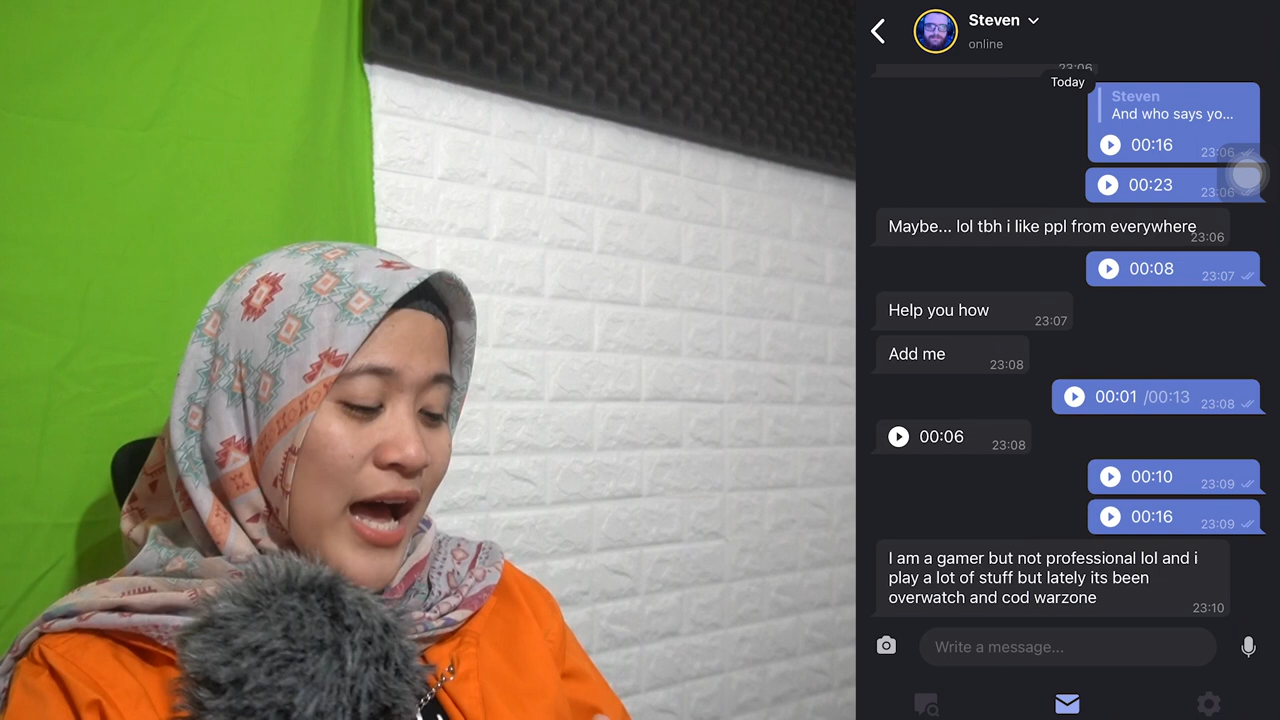 Steven
online
23:06
Today
Steven
And who says yo...
00:16
23:06
00:23
23:06
Maybe... lol tbh i like ppl from everywhere
23:06
00:08
23:07
Help you how
23:07
Add me
23:08
00:01 /00:13
23:08
00:06
23:08
00:10
23:09
00:16
23:09
I am a gamer but not professional lol and i
play a lot of stuff but lately its been
overwatch and cod warzone
23:10
Write a message...